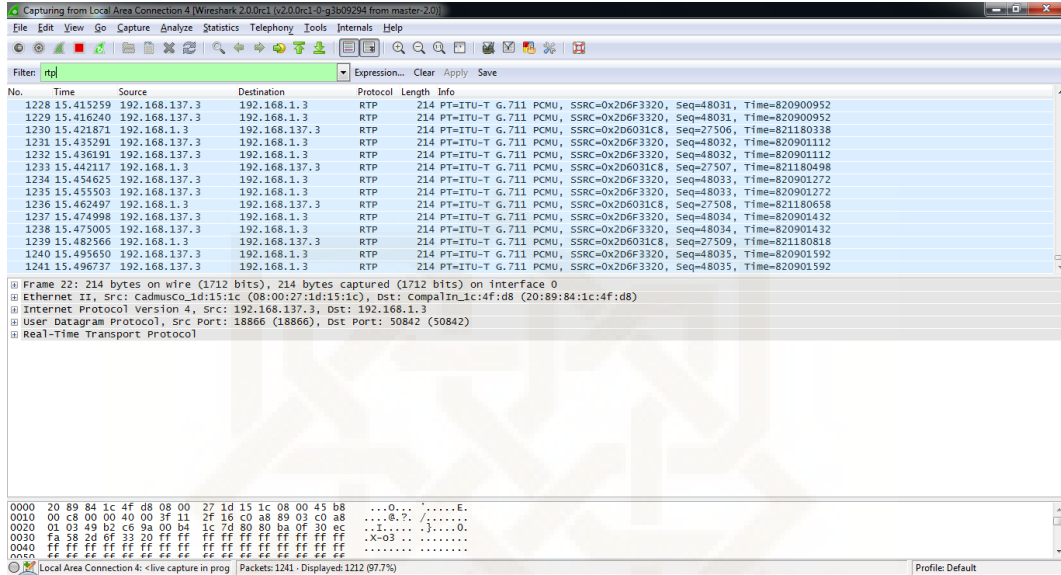 Capturing from Local Area Connection 4 [Wireshark 2.0.0rc1 (v2.0.0rc1-0-g3b09294 from master-2.0)]
File Edit View Go Capture Analyze Statistics Telephony Tools Internals Help
Filter: rtp Expression... Clear Apply Save
No. Time Source Destination Protocol Length Info
1228 15.415259 192.168.137.3 192.168.1.3 RTP 214 PT=ITU-T G.711 PCMU, SSRC=0x2D6F3320, Seq=48031, Time=820900952
1229 15.416240 192.168.137.3 192.168.1.3 RTP 214 PT=ITU-T G.711 PCMU, SSRC=0x2D6F3320, Seq=48031, Time=820900952
1230 15.421871 192.168.1.3 192.168.137.3 RTP 214 PT=ITU-T G.711 PCMU, SSRC=0x2D6031C8, Seq=27506, Time=821180338
1231 15.435291 192.168.137.3 192.168.1.3 RTP 214 PT=ITU-T G.711 PCMU, SSRC=0x2D6F3320, Seq=48032, Time=820901112
1232 15.436191 192.168.137.3 192.168.1.3 RTP 214 PT=ITU-T G.711 PCMU, SSRC=0x2D6F3320, Seq=48032, Time=820901112
1233 15.442117 192.168.1.3 192.168.137.3 RTP 214 PT=ITU-T G.711 PCMU, SSRC=0x2D6031C8, Seq=27507, Time=821180498
1234 15.454625 192.168.137.3 192.168.1.3 RTP 214 PT=ITU-T G.711 PCMU, SSRC=0x2D6F3320, Seq=48033, Time=820901272
1235 15.455503 192.168.137.3 192.168.1.3 RTP 214 PT=ITU-T G.711 PCMU, SSRC=0x2D6F3320, Seq=48033, Time=820901272
1236 15.462497 192.168.1.3 192.168.137.3 RTP 214 PT=ITU-T G.711 PCMU, SSRC=0x2D6031C8, Seq=27508, Time=821180658
1237 15.474998 192.168.137.3 192.168.1.3 RTP 214 PT=ITU-T G.711 PCMU, SSRC=0x2D6F3320, Seq=48034, Time=820901432
1238 15.475005 192.168.137.3 192.168.1.3 RTP 214 PT=ITU-T G.711 PCMU, SSRC=0x2D6F3320, Seq=48034, Time=820901432
1239 15.482566 192.168.1.3 192.168.137.3 RTP 214 PT=ITU-T G.711 PCMU, SSRC=0x2D6031C8, Seq=27509, Time=821180818
1240 15.495650 192.168.137.3 192.168.1.3 RTP 214 PT=ITU-T G.711 PCMU, SSRC=0x2D6F3320, Seq=48035, Time=820901592
1241 15.496737 192.168.137.3 192.168.1.3 RTP 214 PT=ITU-T G.711 PCMU, SSRC=0x2D6F3320, Seq=48035, Time=820901592
Frame 22: 214 bytes on wire (1712 bits), 214 bytes captured (1712 bits) on interface 0
Ethernet II, Src: CadmusCo_1d:15:1c (08:00:27:1d:15:1c), Dst: CompalIn_1c:4f:d8 (20:89:84:1c:4f:d8)
Internet Protocol Version 4, Src: 192.168.137.3, Dst: 192.168.1.3
User Datagram Protocol, Src Port: 18866 (18866), Dst Port: 50842 (50842)
Real-Time Transport Protocol
0000 20 89 84 1c 4f d8 08 00 27 1d 15 1c 08 00 45 b8 ...O... '.....E.
0010 00 c8 00 00 40 00 3f 11 2f 16 c0 a8 89 03 c0 a8 ....@.?. /.......
0020 01 03 49 b2 c6 9a 00 b4 1c 7d 80 80 ba 0f 30 ec ..I..... .}....0.
0030 fa 58 2d 6f 33 20 ff ff ff ff ff ff ff ff ff ff .X-o3 .. ........
0040 ff ff ff ff ff ff ff ff ff ff ff ff ff ff ff ff ........ ........
Local Area Connection 4: <live capture in prog Packets: 1241 · Displayed: 1212 (97.7%) Profile: Default